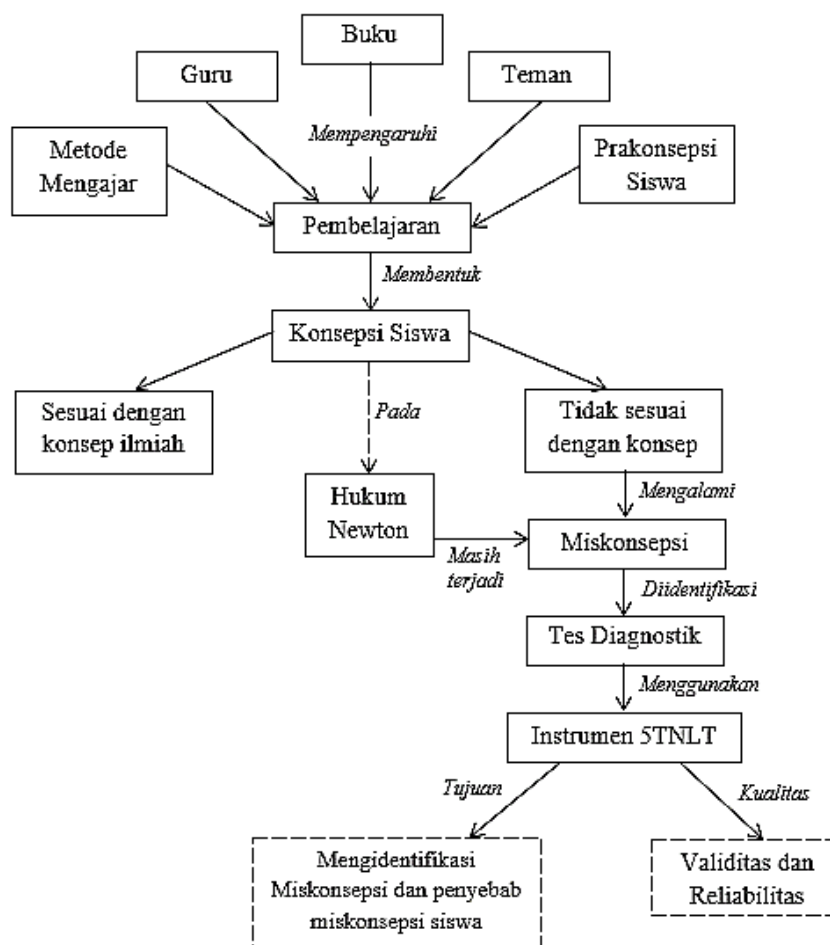 Buku
Guru
Teman
Mempengaruhi
Metode
Mengajar
Prakonsepsi
Siswa
Pembelajaran
Membentuk
Konsepsi Siswa
Sesuai dengan
konsep ilmiah
Pada
Tidak sesuai
dengan konsep
Hukum
Newton
Mengalami
Masih
terjadi
Miskonsepsi
Diidentifikasi
Tes Diagnostik
Menggunakan
Instrumen 5TNLT
Tujuan
Kualitas
Mengidentifikasi
Miskonsepsi dan penyebab
miskonsepsi siswa
Validitas dan
Reliabilitas